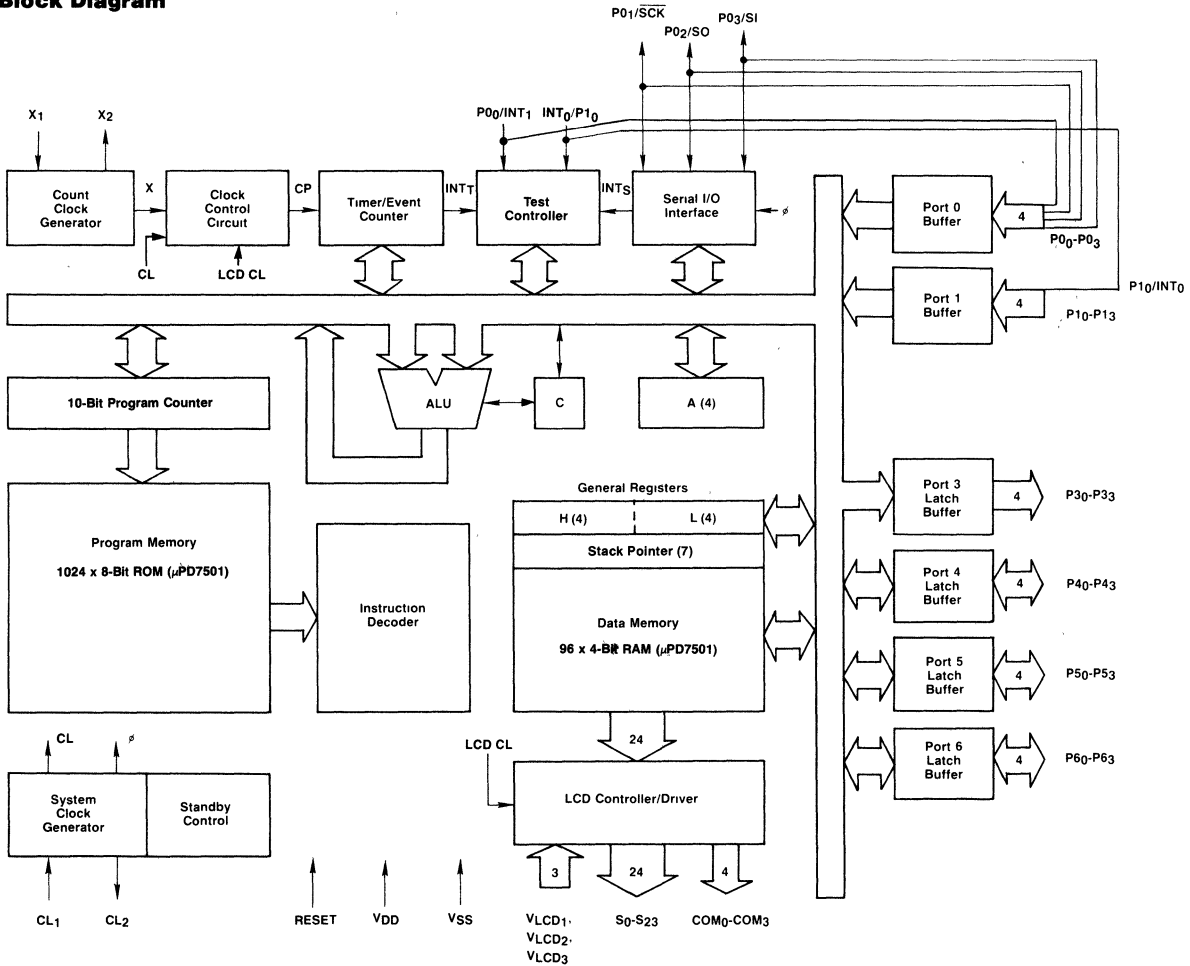 Block Diagram
P01/SCK
P02/SO
P03/SI
X1
X2
P00/INT1
INT0/P10
Count
Clock
Generator
X
Clock
Control
Circuit
CP
Timer/Event
Counter
INTT
Test
Controller
INTS
Serial I/O
Interface
ø
Port 0
Buffer
4
P00-P03
CL
LCD CL
Port 1
Buffer
4
P10/INT0
P10-P13
10-Bit Program Counter
ALU
C
A (4)
Program Memory
1024 x 8-Bit ROM (µPD7501)
Instruction
Decoder
General Registers
H (4)
L (4)
Stack Pointer (7)
Data Memory
96 x 4-Bit RAM (µPD7501)
Port 3
Latch
Buffer
4
P30-P33
Port 4
Latch
Buffer
4
P40-P43
Port 5
Latch
Buffer
4
P50-P53
Port 6
Latch
Buffer
4
P60-P63
CL
ø
System
Clock
Generator
Standby
Control
24
LCD CL
LCD Controller/Driver
3
24
4
CL1
CL2
RESET
VDD
VSS
VLCD1,
VLCD2,
VLCD3
S0-S23
COM0-COM3